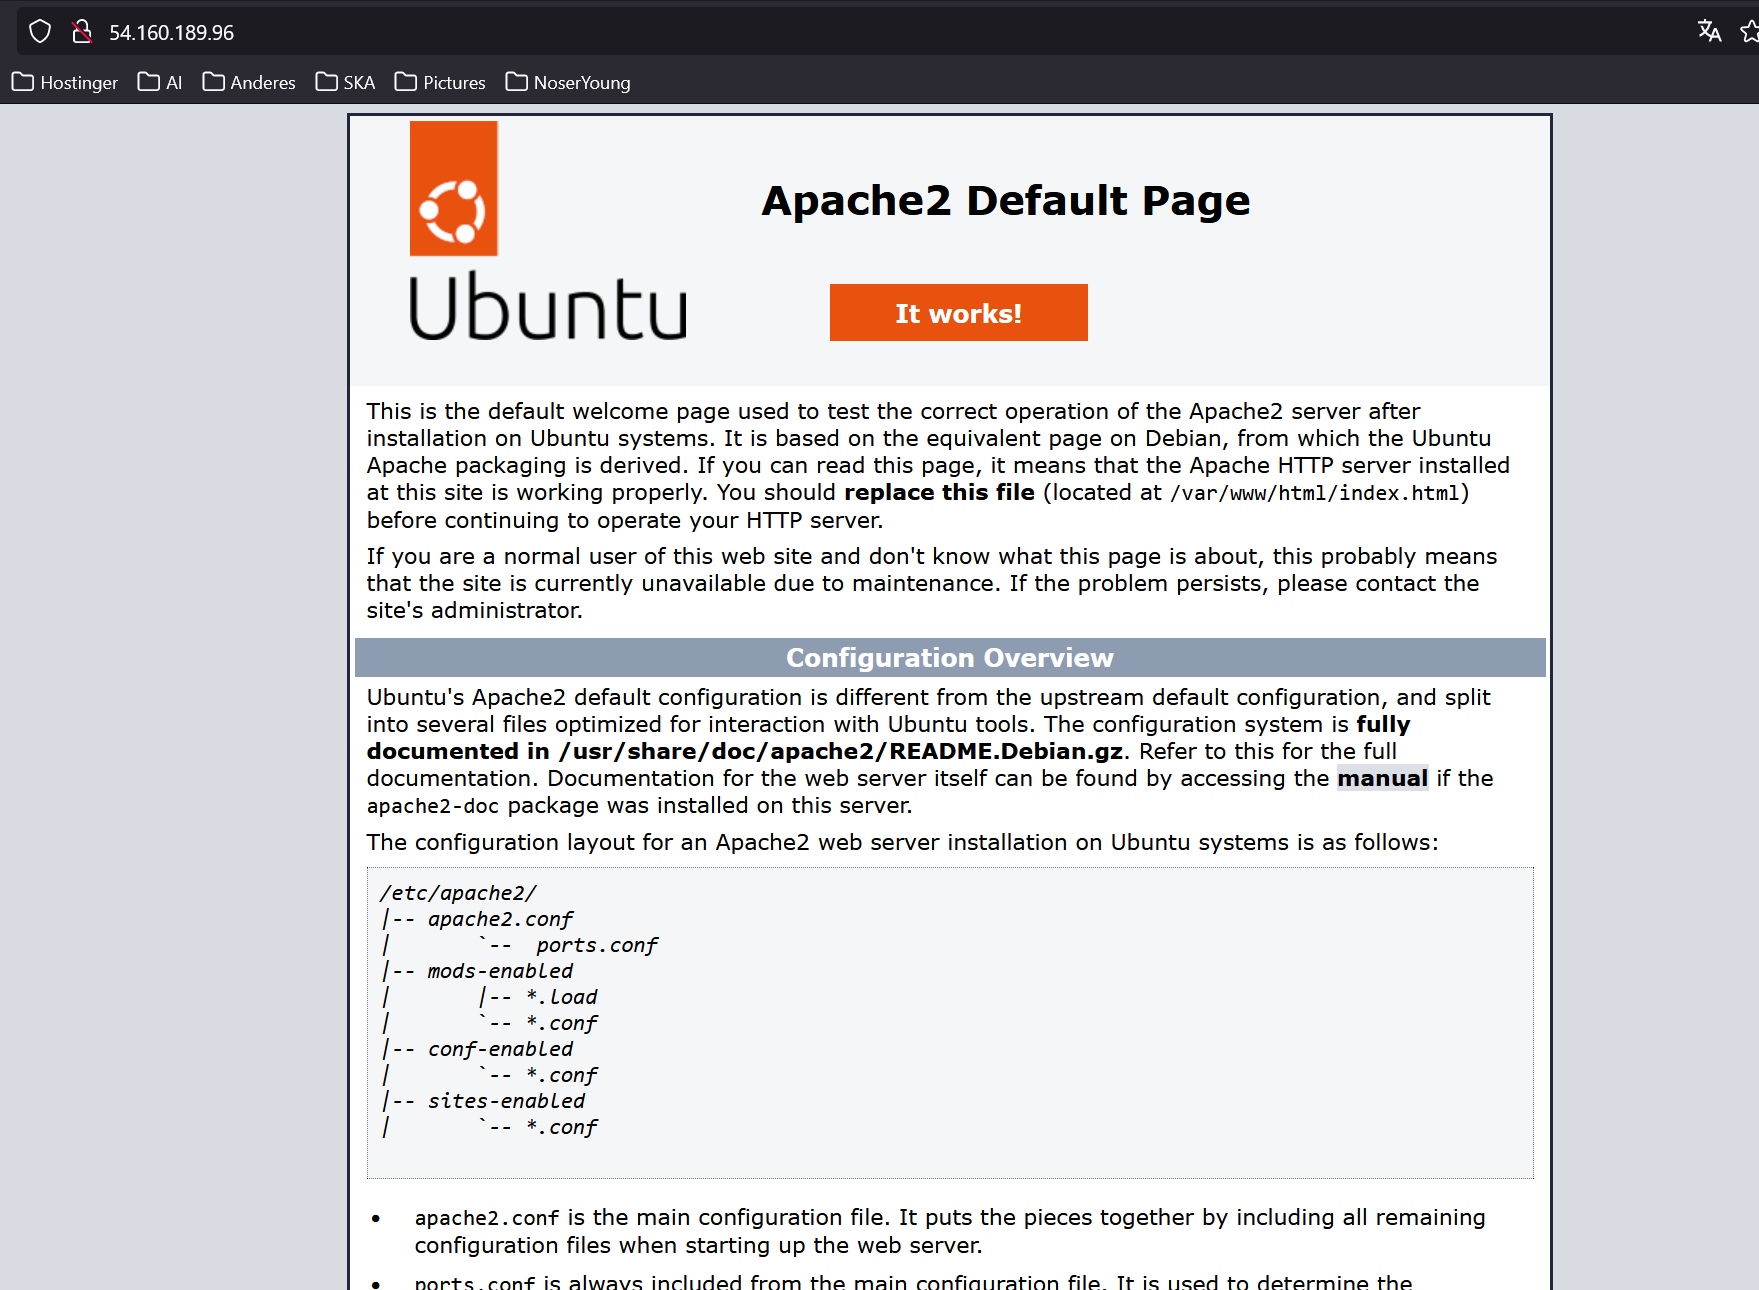 54.160.189.96
Hostinger AI Anderes SKA Pictures NoserYoung
Ubuntu
Apache2 Default Page
It works!
This is the default welcome page used to test the correct operation of the Apache2 server after
installation on Ubuntu systems. It is based on the equivalent page on Debian, from which the Ubuntu
Apache packaging is derived. If you can read this page, it means that the Apache HTTP server installed
at this site is working properly. You should replace this file (located at /var/www/html/index.html)
before continuing to operate your HTTP server.
If you are a normal user of this web site and don't know what this page is about, this probably means
that the site is currently unavailable due to maintenance. If the problem persists, please contact the
site's administrator.
Configuration Overview
Ubuntu's Apache2 default configuration is different from the upstream default configuration, and split
into several files optimized for interaction with Ubuntu tools. The configuration system is fully
documented in /usr/share/doc/apache2/README.Debian.gz. Refer to this for the full
documentation. Documentation for the web server itself can be found by accessing the manual if the
apache2-doc package was installed on this server.
The configuration layout for an Apache2 web server installation on Ubuntu systems is as follows:
/etc/apache2/
|-- apache2.conf
|       `--  ports.conf
|-- mods-enabled
|       |-- *.load
|       `-- *.conf
|-- conf-enabled
|       `-- *.conf
|-- sites-enabled
|       `-- *.conf
• apache2.conf is the main configuration file. It puts the pieces together by including all remaining
configuration files when starting up the web server.
• ports.conf is always included from the main configuration file. It is used to determine the